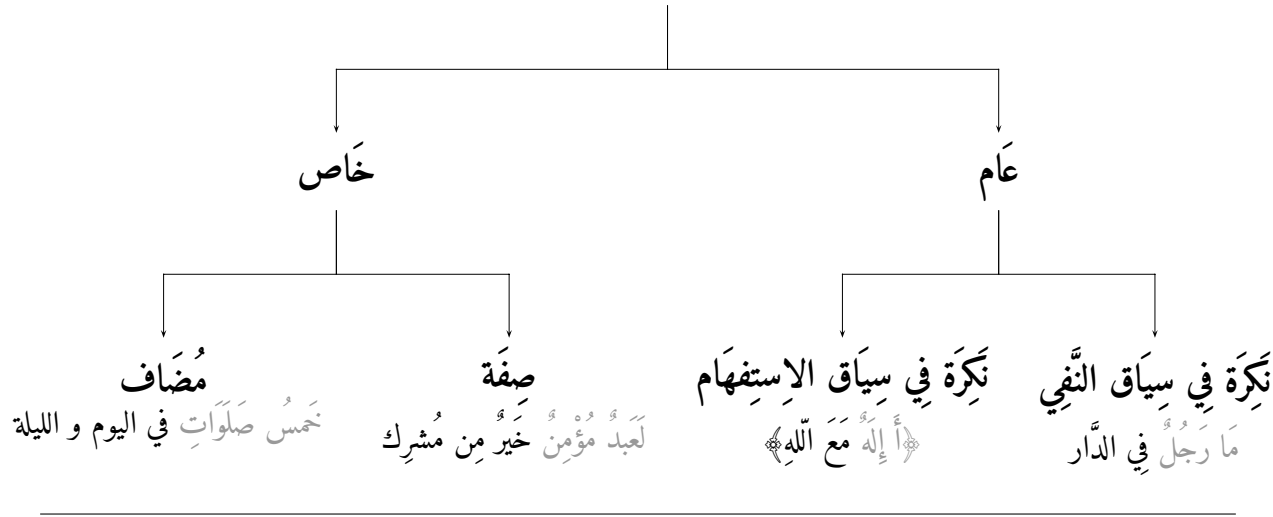 عَام
خَاص
نَكِرَة فِي سِيَاق النَّفِي
مَا رَجُلٌ فِي الدَّار
نَكِرَة فِي سِيَاق الاِستِفهَام
﴿أَ إِلَهٌ مَعَ اللهِ﴾
صِفَة
لَعَبدٌ مُؤْمِنٌ خَيرٌ مِن مُشرِك
مُضَاف
خَمسُ صَلَوَاتِ في اليوم و الليلة